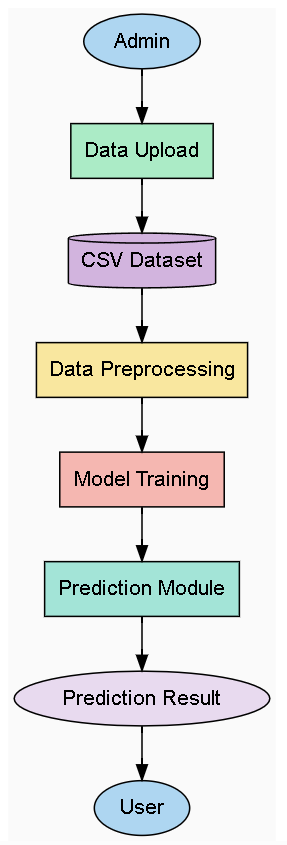 Admin
Data Upload
CSV Dataset
Data Preprocessing
Model Training
Prediction Module
Prediction Result
User